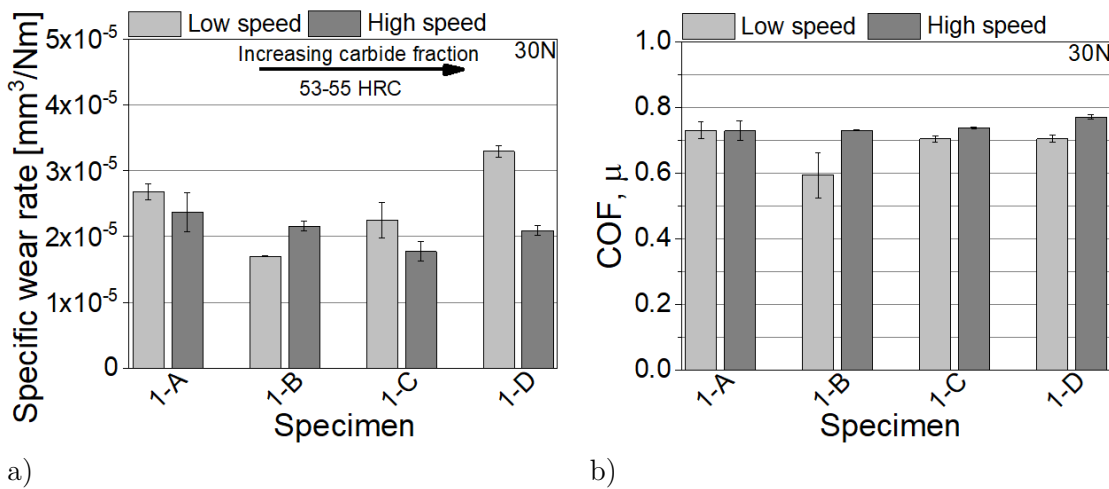 Low speed High speed
5x10-5
4x10-5
3x10-5
2x10-5
1x10-5
0
Specific wear rate [mm3/Nm]
30N
Increasing carbide fraction
53-55 HRC
1-A 1-B 1-C 1-D
Specimen
a)
Low speed High speed
1.0
0.8
0.6
0.4
0.2
0.0
COF, μ
30N
1-A 1-B 1-C 1-D
Specimen
b)